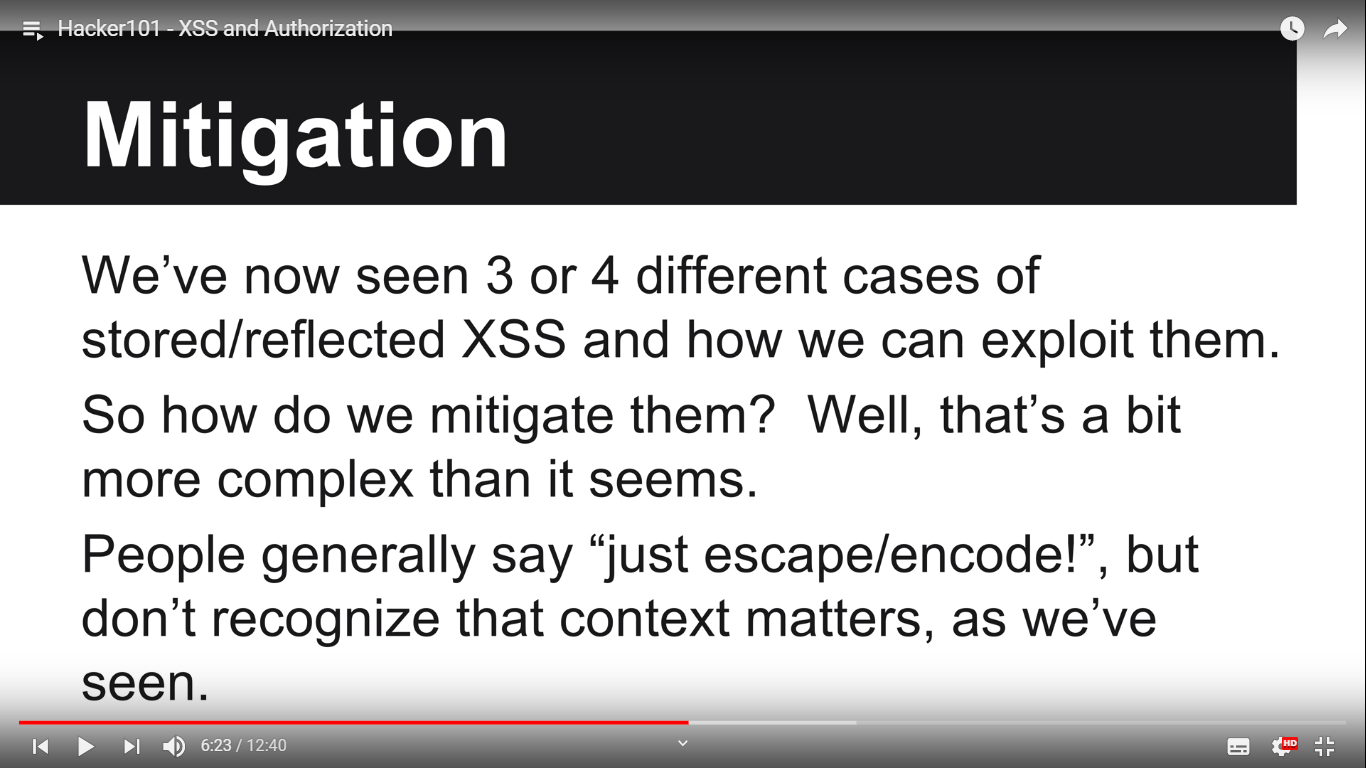 Hacker101 - XSS and Authorization
Mitigation
We’ve now seen 3 or 4 different cases of
stored/reflected XSS and how we can exploit them.
So how do we mitigate them?  Well, that’s a bit
more complex than it seems.
People generally say “just escape/encode!”, but
don’t recognize that context matters, as we’ve
seen.
6:23 / 12:40
HD